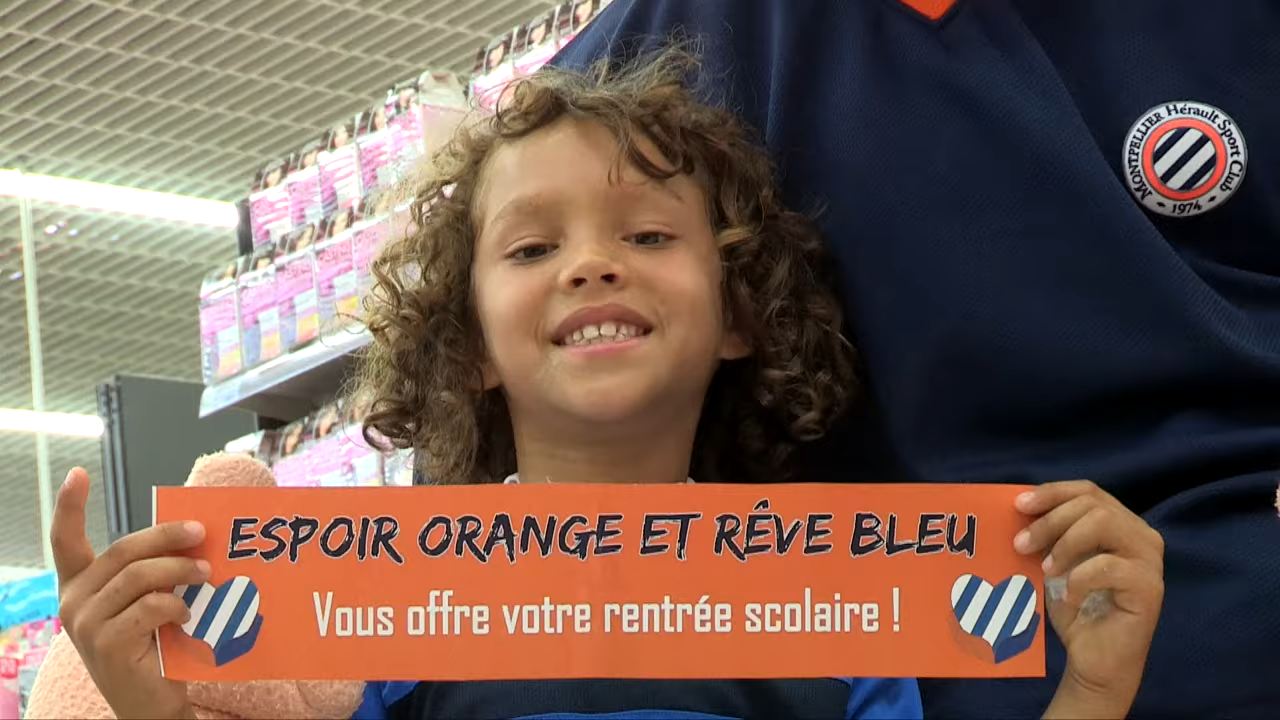 MONTPELLIER Hérault Sport Club
1974
ESPOIR ORANGE ET RÊVE BLEU
Vous offre votre rentrée scolaire !